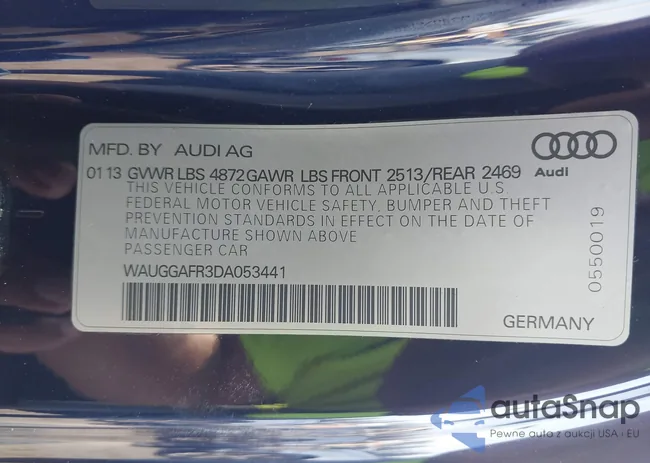 MFD. BY AUDI AG
Audi
0113 GVWR LBS 4872 GAWR LBS FRONT 2513/REAR 2469
THIS VEHICLE CONFORMS TO ALL APPLICABLE U.S.
FEDERAL MOTOR VEHICLE SAFETY, BUMPER AND THEFT
PREVENTION STANDARDS IN EFFECT ON THE DATE OF
MANUFACTURE SHOWN ABOVE
PASSENGER CAR
WAUGGAFR3DA053441
0550019
GERMANY
autaSnap
Pewne auto z aukcji USA i EU